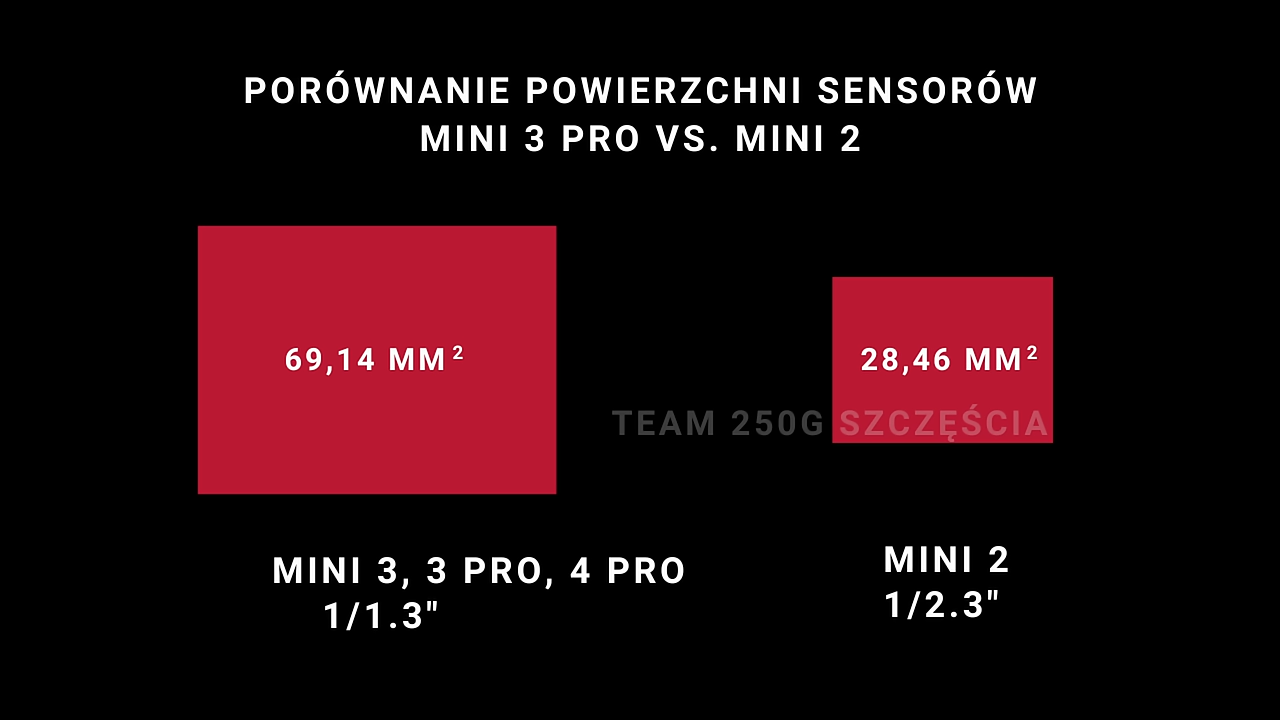 PORÓWNANIE POWIERZCHNI SENSORÓW
MINI 3 PRO VS. MINI 2
69,14 MM²
28,46 MM²
TEAM 250G SZCZĘŚCIA
MINI 3, 3 PRO, 4 PRO
1/1.3"
MINI 2
1/2.3"